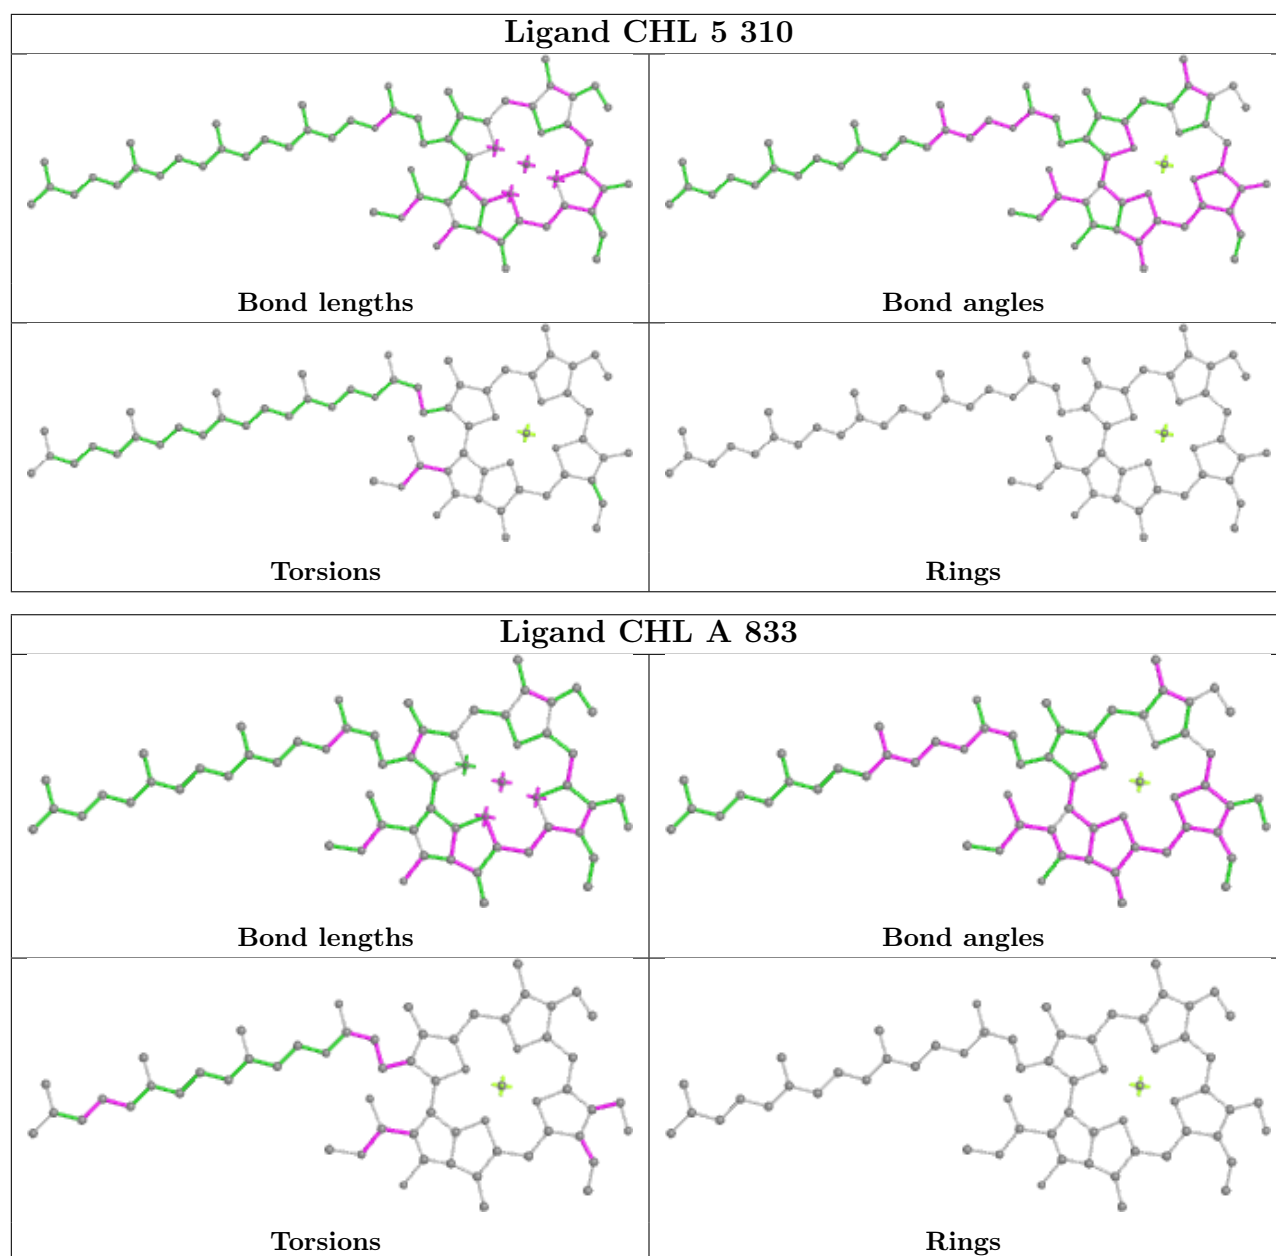 Ligand CHL 5 310
Bond lengths
Bond angles
Torsions
Rings
Ligand CHL A 833
Bond lengths
Bond angles
Torsions
Rings